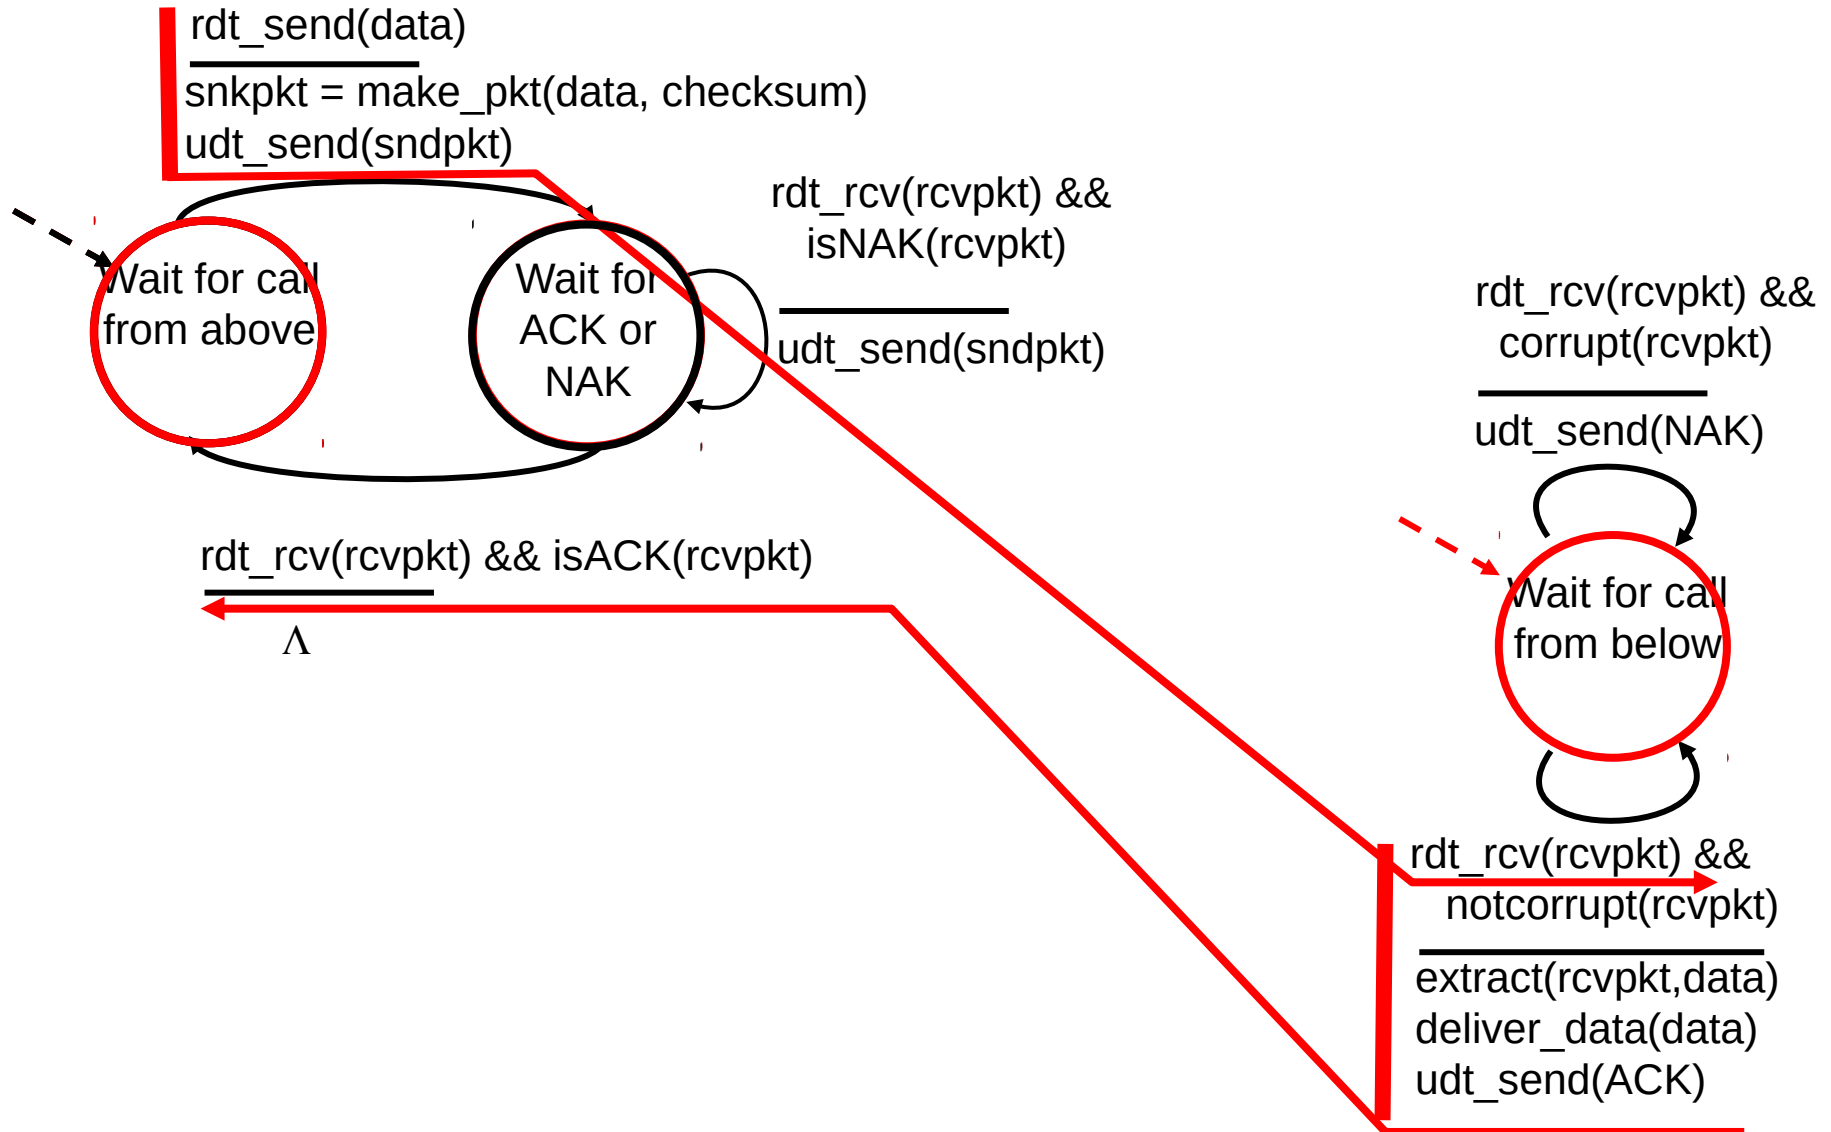 rdt_send(data)
snkpkt = make_pkt(data, checksum)
udt_send(sndpkt)
rdt_rcv(rcvpkt) &&
isNAK(rcvpkt)
udt_send(sndpkt)
Wait for call
from above
Wait for
ACK or
NAK
rdt_rcv(rcvpkt) && isACK(rcvpkt)
Λ
rdt_rcv(rcvpkt) &&
corrupt(rcvpkt)
udt_send(NAK)
Wait for call
from below
rdt_rcv(rcvpkt) &&
notcorrupt(rcvpkt)
extract(rcvpkt,data)
deliver_data(data)
udt_send(ACK)